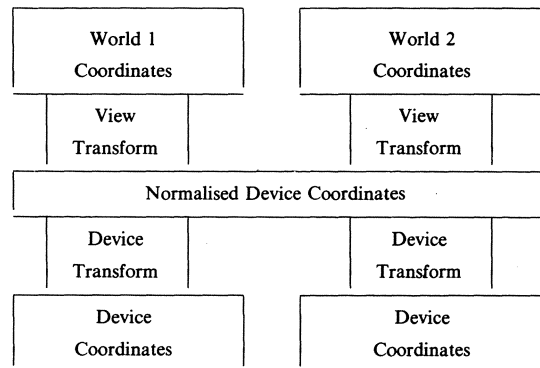 World 1 World 2
Coordinates Coordinates
View View
Transform Transform
Normalised Device Coordinates
Device Device
Transform Transform
Device Device
Coordinates Coordinates